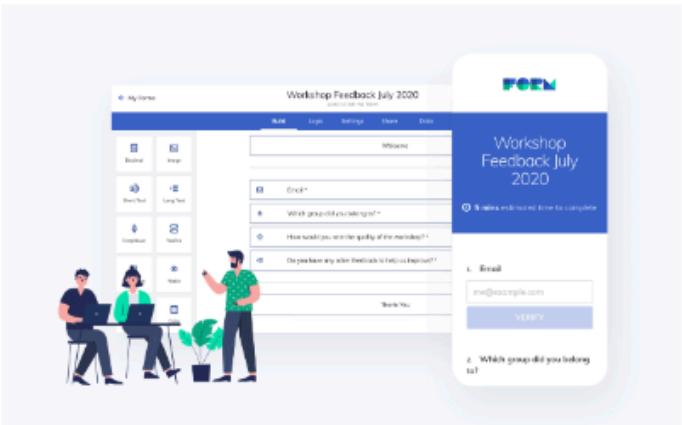 My Forms
Workshop Feedback July 2020
Build Logic Settings Share Data
Welcome
Email *
Which group did you belong to? *
How would you rate the quality of the workshop? *
Do you have any other feedback to help us improve? *
Thank You
Image
Short Text
Long Text
FORM
Workshop
Feedback July
2020
5 mins estimated time to complete
1. Email
me@example.com
VERIFY
2. Which group did you belong
to?